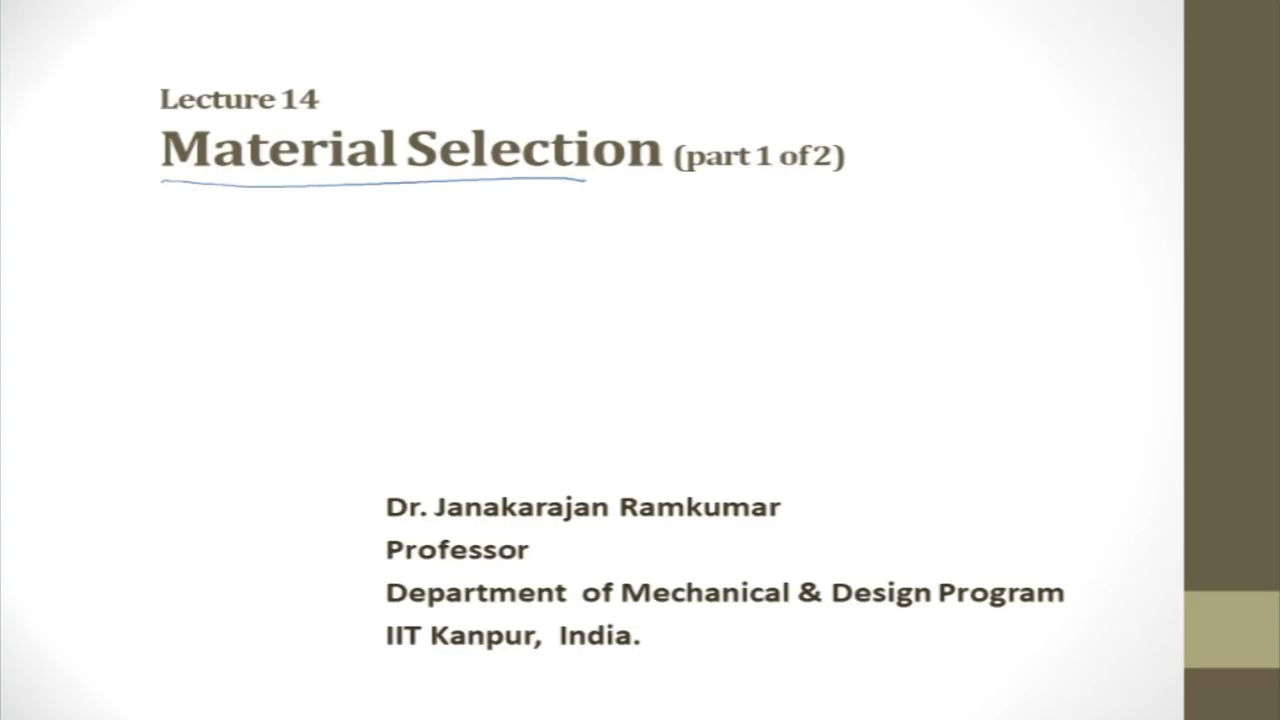 Lecture 14
Material Selection (part 1 of 2)
Dr. Janakarajan Ramkumar
Professor
Department of Mechanical & Design Program
IIT Kanpur, India.